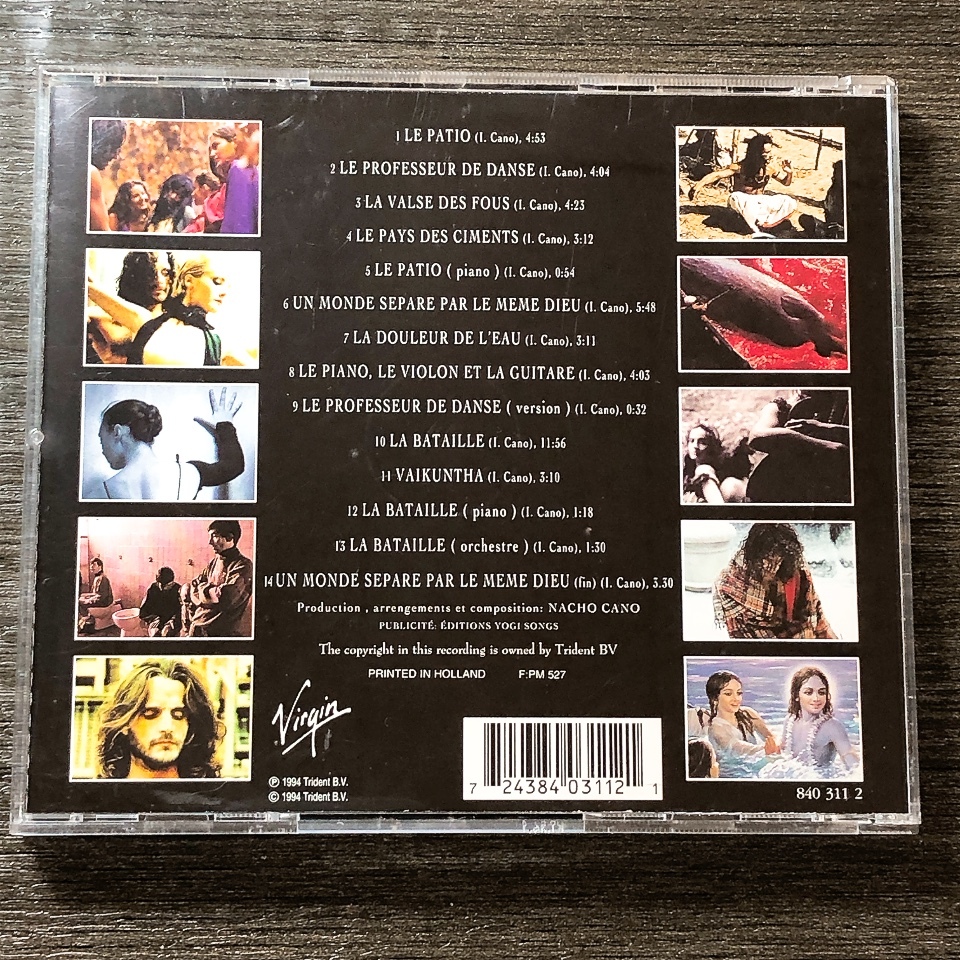 1 LE PATIO (I. Cano), 4:53
2 LE PROFESSEUR DE DANSE (I. Cano), 4:04
3 LA VALSE DES FOUS (I. Cano), 4:23
4 LE PAYS DES CIMENTS (I. Cano), 3:12
5 LE PATIO ( piano ) (I. Cano), 0:54
6 UN MONDE SEPARE PAR LE MEME DIEU (I. Cano), 5:48
7 LA DOULEUR DE L'EAU (I. Cano), 3:11
8 LE PIANO, LE VIOLON ET LA GUITARE (I. Cano), 4:03
9 LE PROFESSEUR DE DANSE ( version ) (I. Cano), 0:32
10 LA BATAILLE (I. Cano), 11:56
11 VAIKUNTHA (I. Cano), 3:10
12 LA BATAILLE ( piano ) (I. Cano), 1:18
13 LA BATAILLE ( orchestre ) (I. Cano), 1:30
14 UN MONDE SEPARE PAR LE MEME DIEU (fin) (I. Cano), 3.30
Production , arrengements et composition: NACHO CANO
PUBLICITÉ: ÉDITIONS YOGI SONGS
The copyright in this recording is owned by Trident BV
PRINTED IN HOLLAND F:PM 527
Virgin
℗ 1994 Trident B.V.
© 1994 Trident B.V.
7 24384 03112 1
840 311 2